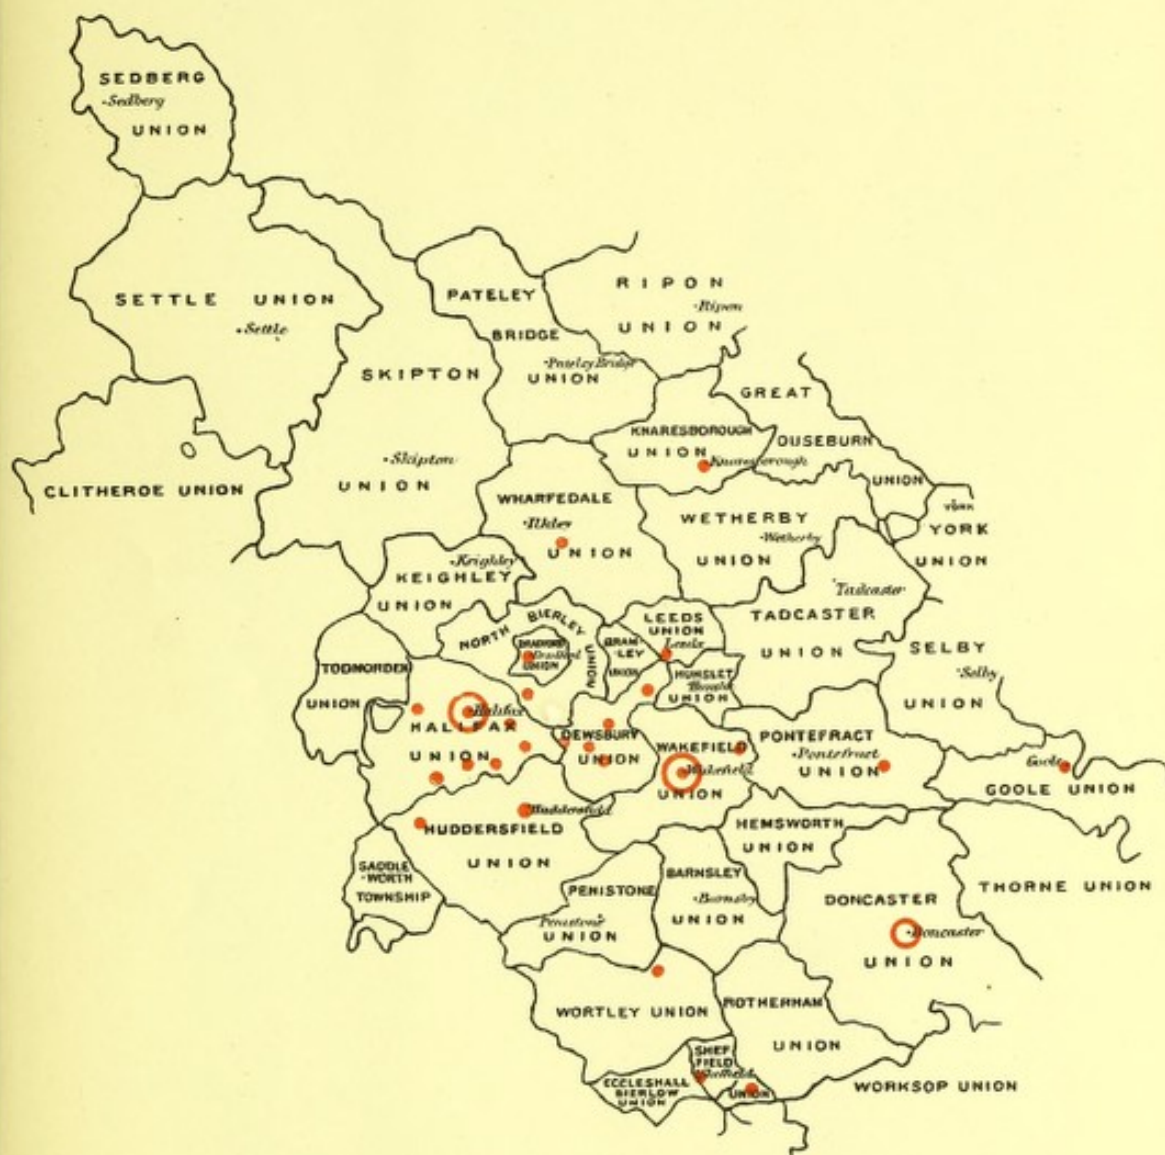 SEDBERG
Sedberg
UNION
SETTLE UNION
Settle
CLITHEROE UNION
SKIPTON
Skipton
UNION
PATELEY
BRIDGE
Pateley Bridge
UNION
RIPON
Ripon
UNION
GREAT
OUSEBURN
UNION
KNARESBOROUGH
UNION
Knaresborough
WHARFEDALE
Ilkley
UNION
WETHERBY
Wetherby
UNION
YORK
YORK
UNION
Keighley
KEIGHLEY
UNION
NORTH BIERLEY UNION
BRADFORD
Bradford
UNION
BRAM-
LEY
UNION
LEEDS
UNION
Leeds
HUNSLET
Hunslet
UNION
Tadcaster
TADCASTER
UNION
SELBY
Selby
UNION
TODMORDEN
UNION
Halifax
HALIFAX
UNION
DEWSBURY
UNION
WAKEFIELD
Wakefield
UNION
PONTEFRACT
Pontefract
UNION
Goole
GOOLE UNION
Huddersfield
HUDDERSFIELD
UNION
HEMSWORTH
UNION
SADDLE
-WORTH
TOWNSHIP
PENISTONE
Penistone
UNION
BARNSLEY
Barnsley
UNION
DONCASTER
Doncaster
UNION
THORNE UNION
WORTLEY UNION
ROTHERHAM
UNION
SHEF
FIELD
Sheffield
UNION
ECCLESHALL
BIERLOW
UNION
WORKSOP UNION